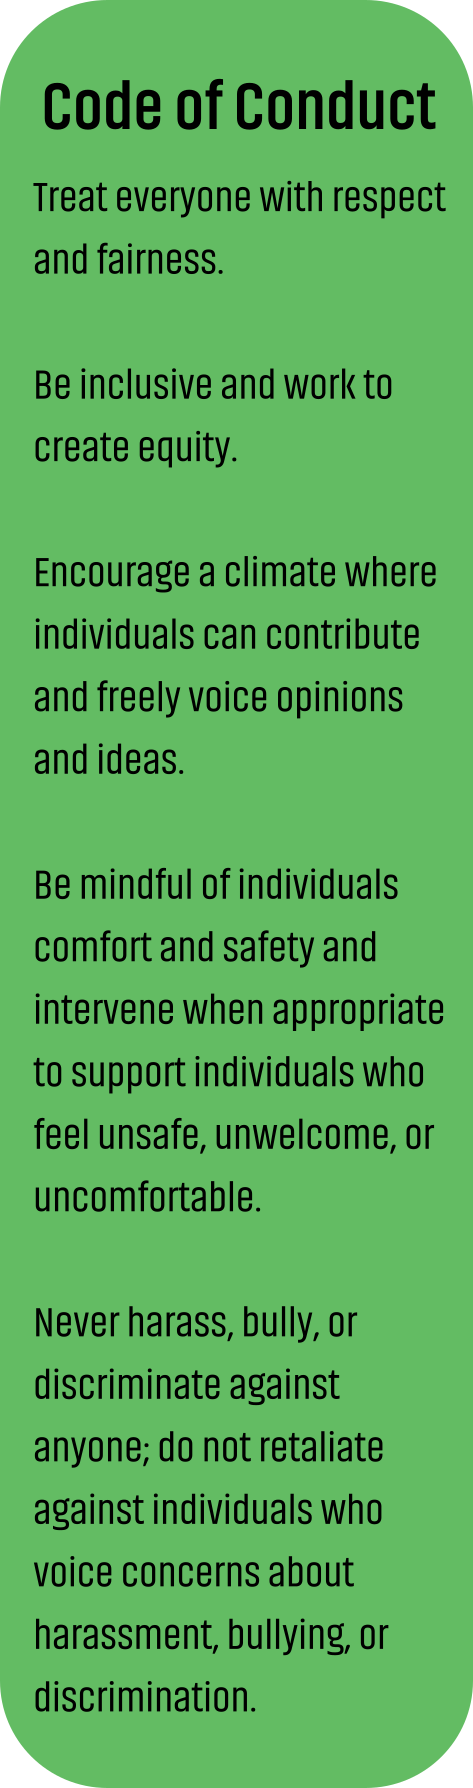 Code of Conduct
Treat everyone with respect
and fairness.
Be inclusive and work to
create equity.
Encourage a climate where
individuals can contribute
and freely voice opinions
and ideas.
Be mindful of individuals
comfort and safety and
intervene when appropriate
to support individuals who
feel unsafe, unwelcome, or
uncomfortable.
Never harass, bully, or
discriminate against
anyone; do not retaliate
against individuals who
voice concerns about
harassment, bullying, or
discrimination.